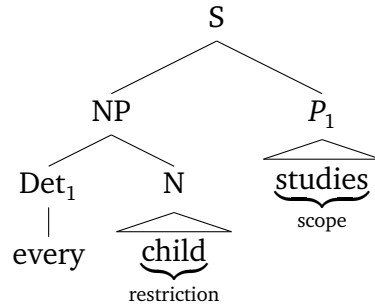 S
NP P₁
Det₁ N studies
scope
every child
restriction